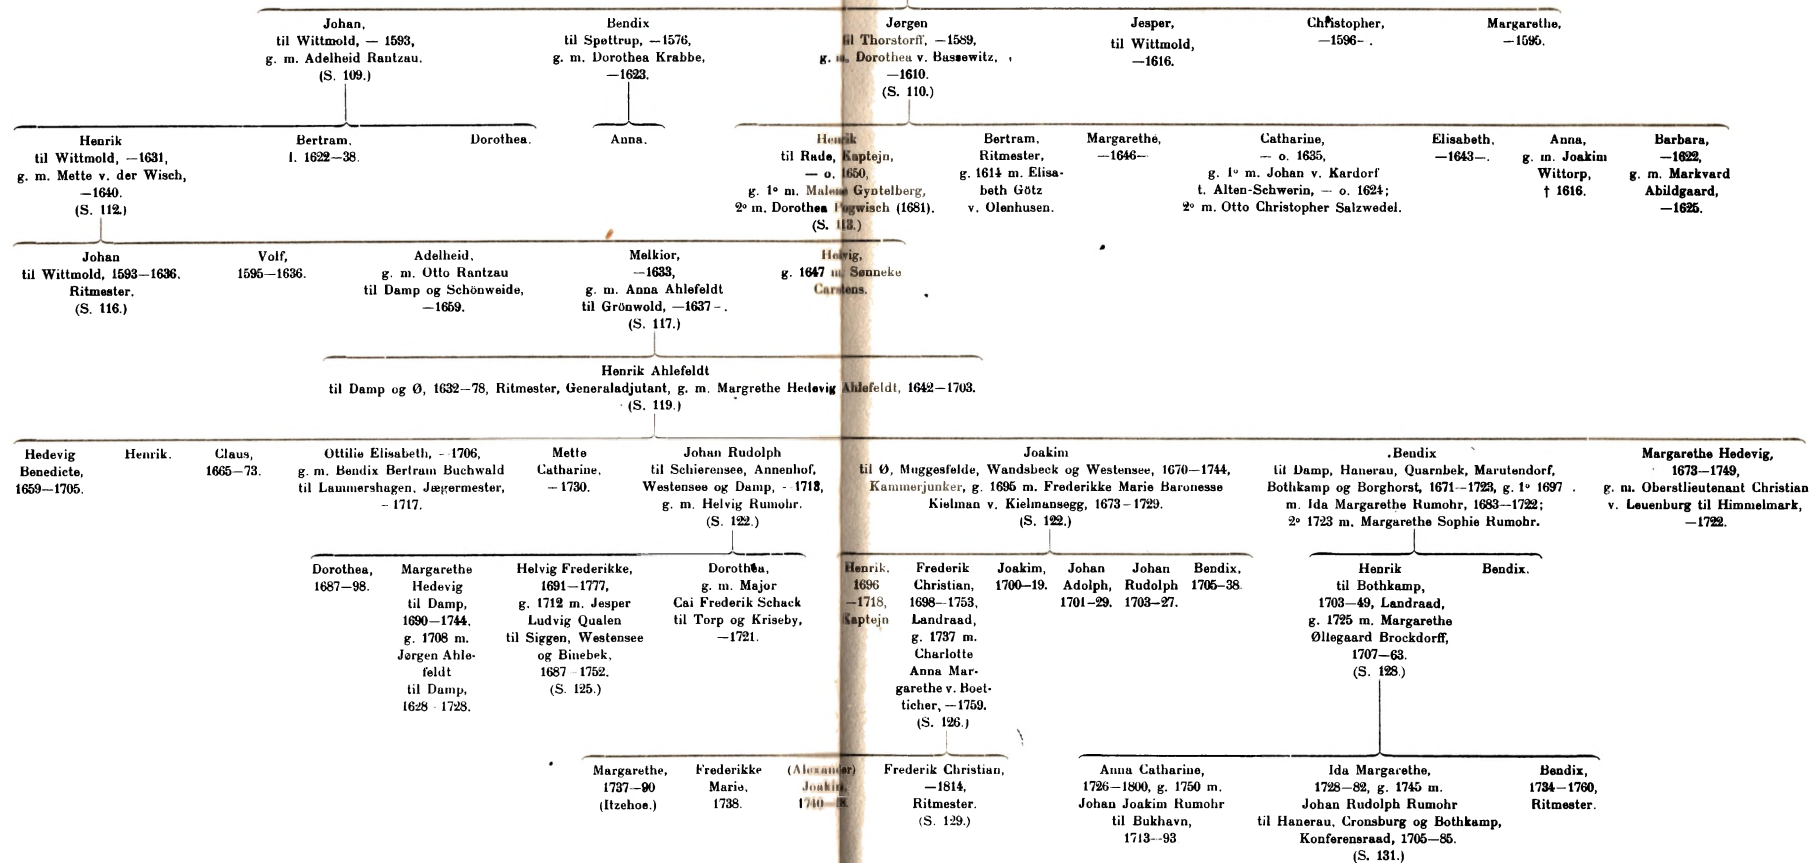 Johan,
til Wittmold, — 1593,
g. m. Adelheid Rantzau.
(S. 109.)
Bendix
til Spøttrup, —1576,
g. m. Dorothea Krabbe,
—1623.
Jørgen
til Thorstorff, —1589,
g. m. Dorothea v. Bassewitz,
—1610.
(S. 110.)
Jesper,
til Wittmold,
—1616.
Christopher,
—1596- .
Margarethe,
—1595.
Henrik
til Wittmold, —1631,
g. m. Mette v. der Wisch,
—1640.
(S. 112.)
Bertram,
l. 1622—38.
Dorothea.
Anna.
Henrik
til Rade, Kaptejn,
— o. 1650,
g. 1° m. Malene Gyntelberg,
2° m. Dorothea Pogwisch (1681).
(S. 113.)
Bertram,
Ritmester,
g. 1614 m. Elisa-
beth Götz
v. Olenhusen.
Margarethe,
—1646—
Catharine,
— o. 1635,
g. 1° m. Johan v. Kardorf
t. Alten-Schwerin, — o. 1624;
2° m. Otto Christopher Salzwedel.
Elisabeth,
—1643—.
Anna,
g. m. Joakim
Wittorp,
† 1616.
Barbara,
—1622,
g. m. Markvard
Abildgaard,
—1625.
Johan
til Wittmold, 1593—1636,
Ritmester.
(S. 116.)
Volf,
1595—1636.
Adelheid,
g. m. Otto Rantzau
til Damp og Schönweide,
—1659.
Melkior,
—1633,
g. m. Anna Ahlefeldt
til Grönwold, —1637- .
(S. 117.)
Helvig,
g. 1647 m. Sønneke
Carstens.
Henrik Ahlefeldt
til Damp og Ø, 1632—78, Ritmester, Generaladjutant, g. m. Margrethe Hedevig Ahlefeldt, 1642—1703.
(S. 119.)
Hedevig
Benedicte,
1659—1705.
Henrik.
Claus,
1665—73.
Ottilie Elisabeth, - 1706,
g. m. Bendix Bertram Buchwald
til Lammershagen, Jægermester,
- 1717.
Mette
Catharine,
—1730.
Johan Rudolph
til Schierensee, Annenhof,
Westensee og Damp, - 1718,
g. m. Helvig Rumohr.
(S. 122.)
Joakim
til Ø, Muggesfelde, Wandsbeck og Westensee, 1670—1744,
Kammerjunker, g. 1695 m. Frederikke Marie Baronesse
Kielman v. Kielmansegg, 1673—1729.
(S. 122.)
Bendix
til Damp, Hanerau, Quarnbek, Marutendorf,
Bothkamp og Borghorst, 1671—1723, g. 1° 1697
m. Ida Margarethe Rumohr, 1683—1722;
2° 1723 m. Margarethe Sophie Rumohr.
Margarethe Hedevig,
1673—1749,
g. m. Oberstlieutenant Christian
v. Leuenburg til Himmelmark,
—1722.
Dorothea,
1687—98.
Margarethe
Hedevig
til Damp,
1690—1744,
g. 1708 m.
Jørgen Ahle-
feldt
til Damp,
1628 - 1728.
Helvig Frederikke,
1691—1777,
g. 1712 m. Jesper
Ludvig Qualen
til Siggen, Westensee
og Binebek,
1687 - 1752.
(S. 125.)
Dorothea,
g. m. Major
Cai Frederik Schack
til Torp og Kriseby,
—1721.
Henrik,
1696
—1718,
Kaptejn
Frederik
Christian,
1698—1753,
Landraad,
g. 1737 m.
Charlotte
Anna Mar-
garethe v. Boet-
ticher, —1759.
(S. 126.)
Joakim,
1700—19.
Johan
Adolph,
1701—29.
Johan
Rudolph
1703—27.
Bendix,
1705—38.
Henrik
til Bothkamp,
1703—49, Landraad,
g. 1725 m. Margarethe
Øllegaard Brockdorff,
1707—63.
(S. 128.)
Bendix.
Margarethe,
1737—90
(Itzehoe.)
Frederikke
Marie,
1738.
(Alexander)
Joakim,
Frederik Christian,
—1814,
Ritmester.
(S. 129.)
Anna Catharine,
1726—1800, g. 1750 m.
Johan Joakim Rumohr
til Bukhavn,
1713—93
Ida Margarethe,
1728—82, g. 1745 m.
Johan Rudolph Rumohr
til Hanerau, Cronsburg og Bothkamp,
Konferensraad, 1705—85.
(S. 131.)
Bendix,
1734—1760,
Ritmester.